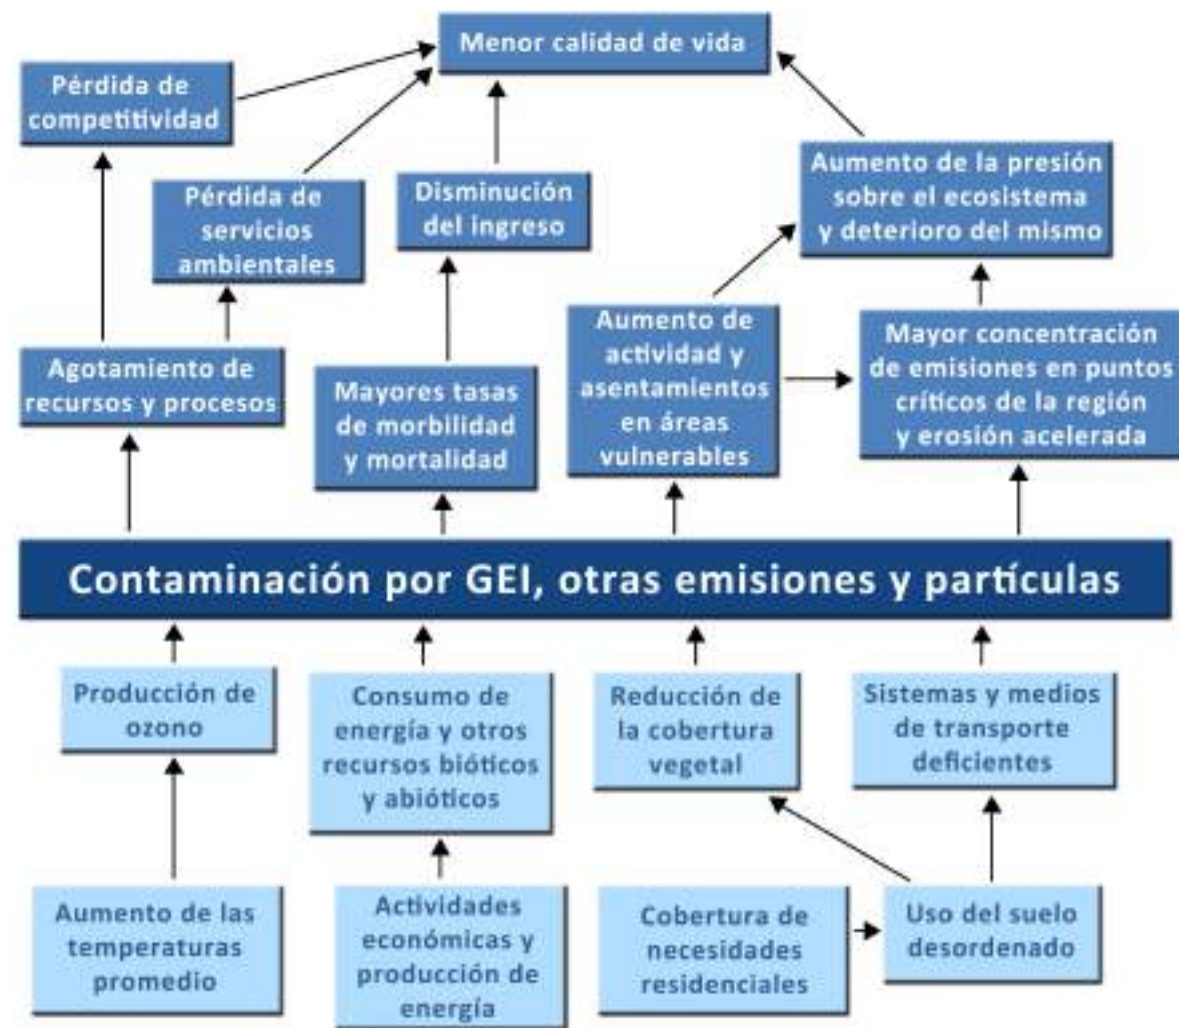 Menor calidad de vida
Pérdida de
competitividad
Aumento de la presión
sobre el ecosistema
y deterioro del mismo
Pérdida de
servicios
ambientales
Disminución
del ingreso
Aumento de
actividad y
asentamientos
en áreas
vulnerables
Mayor concentración
de emisiones en puntos
críticos de la región
y erosión acelerada
Agotamiento de
recursos y procesos
Mayores tasas
de morbilidad
y mortalidad
Contaminación por GEI, otras emisiones y partículas
Producción de
ozono
Consumo de
energía y otros
recursos bióticos
y abióticos
Reducción de
la cobertura
vegetal
Sistemas y medios
de transporte
deficientes
Aumento de las
temperaturas
promedio
Actividades
económicas y
producción de
energía
Cobertura de
necesidades
residenciales
Uso del suelo
desordenado